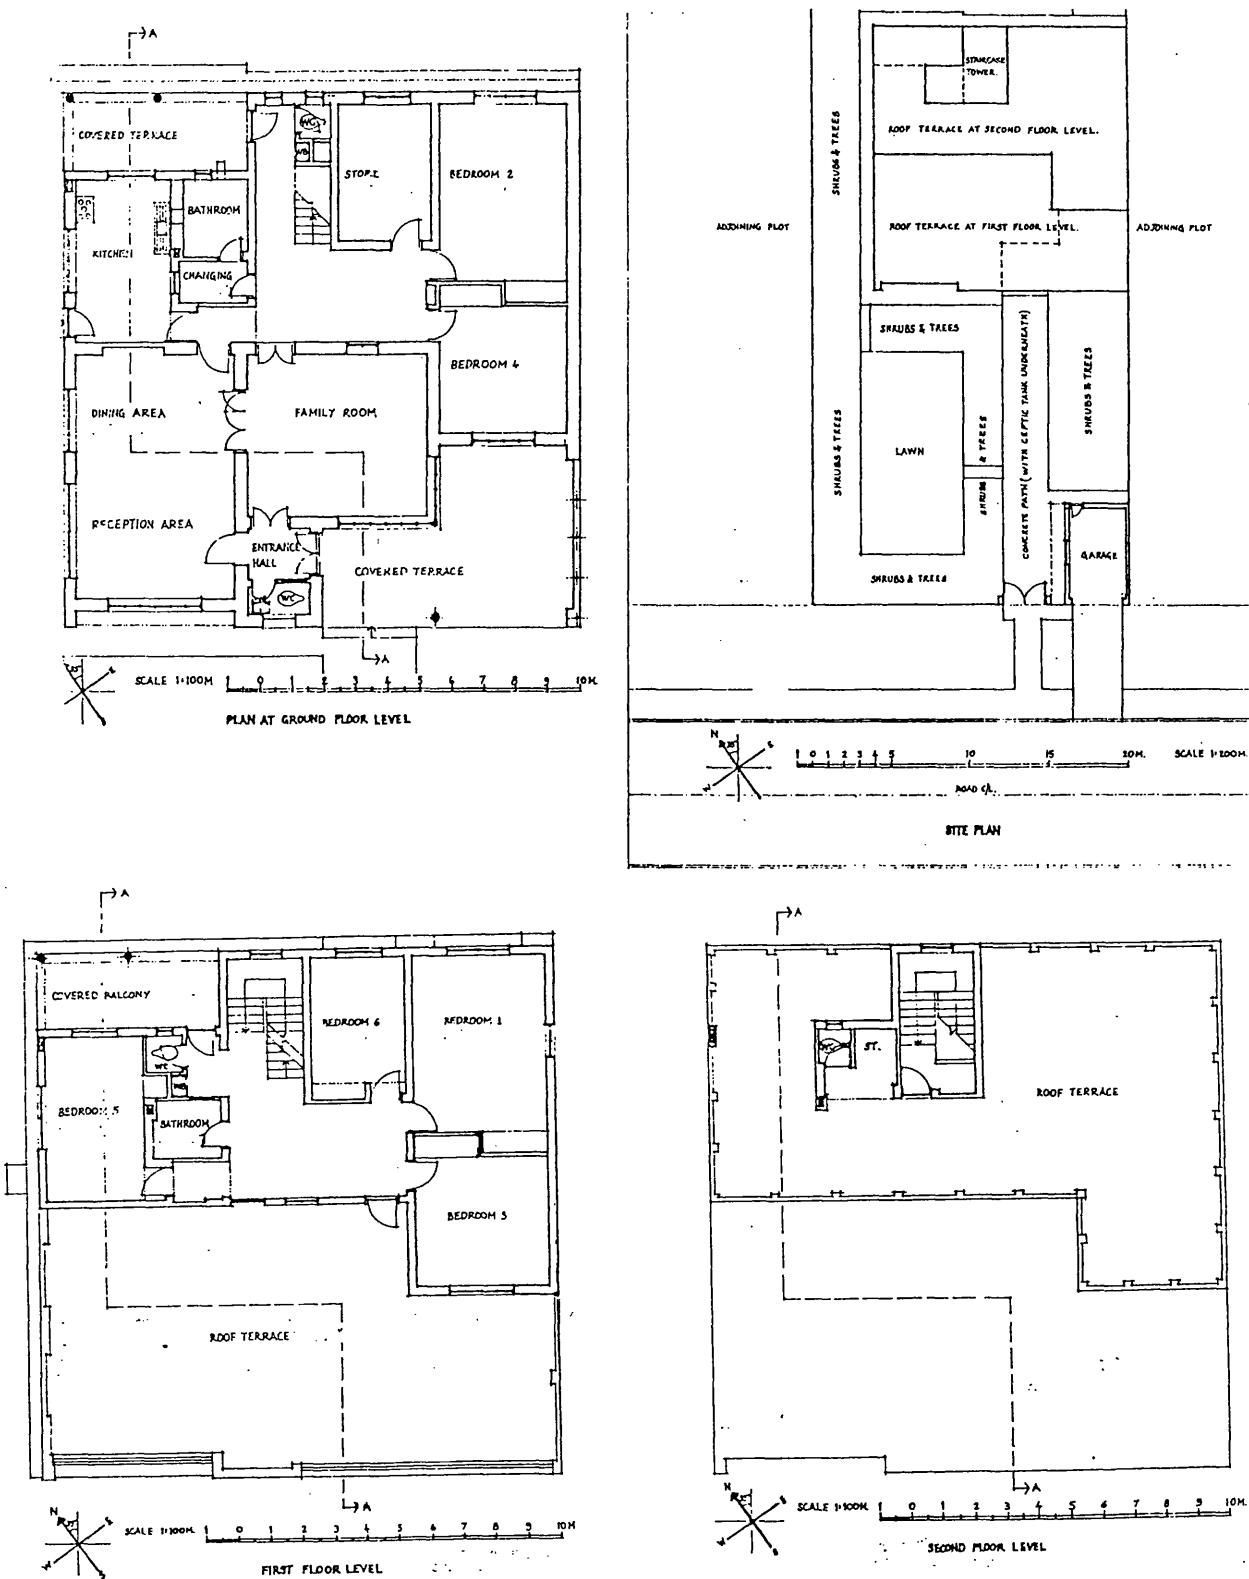 A
COVERED TERRACE
WC
WB
STORE
BEDROOM 2
BATHROOM
KITCHEN
CHANGING
BEDROOM 4
DINING AREA
FAMILY ROOM
RECEPTION AREA
ENTRANCE
HALL
COVERED TERRACE
WC
A
SCALE 1:100M
1 0 1 2 3 4 5 6 7 8 9 10M.
PLAN AT GROUND FLOOR LEVEL
STAIRCASE
TOWER.
ROOF TERRACE AT SECOND FLOOR LEVEL.
SHRUBS & TREES
ADJOINING PLOT
ROOF TERRACE AT FIRST FLOOR LEVEL.
ADJOINING PLOT
SHRUBS & TREES
CONCRETE PATH (WITH CEPTIC TANK UNDERNEATH)
SHRUBS & TREES
SHRUBS & TREES
LAWN
SHRUBS & TREES
GARAGE
SHRUBS & TREES
N
W
1 0 1 2 3 4 5 10 15 20M.
SCALE 1:200M.
ROAD C/L.
SITE PLAN
A
COVERED BALCONY
BEDROOM 6
BEDROOM 1
WC
WB
BEDROOM 5
BATHROOM
BEDROOM 3
ROOF TERRACE
A
N
W
SCALE 1:100M.
1 0 1 2 3 4 5 6 7 8 9 10M
FIRST FLOOR LEVEL
A
WC
ST.
ROOF TERRACE
A
N
W
SCALE 1:100M.
1 0 1 2 3 4 5 6 7 8 9 10M.
SECOND FLOOR LEVEL